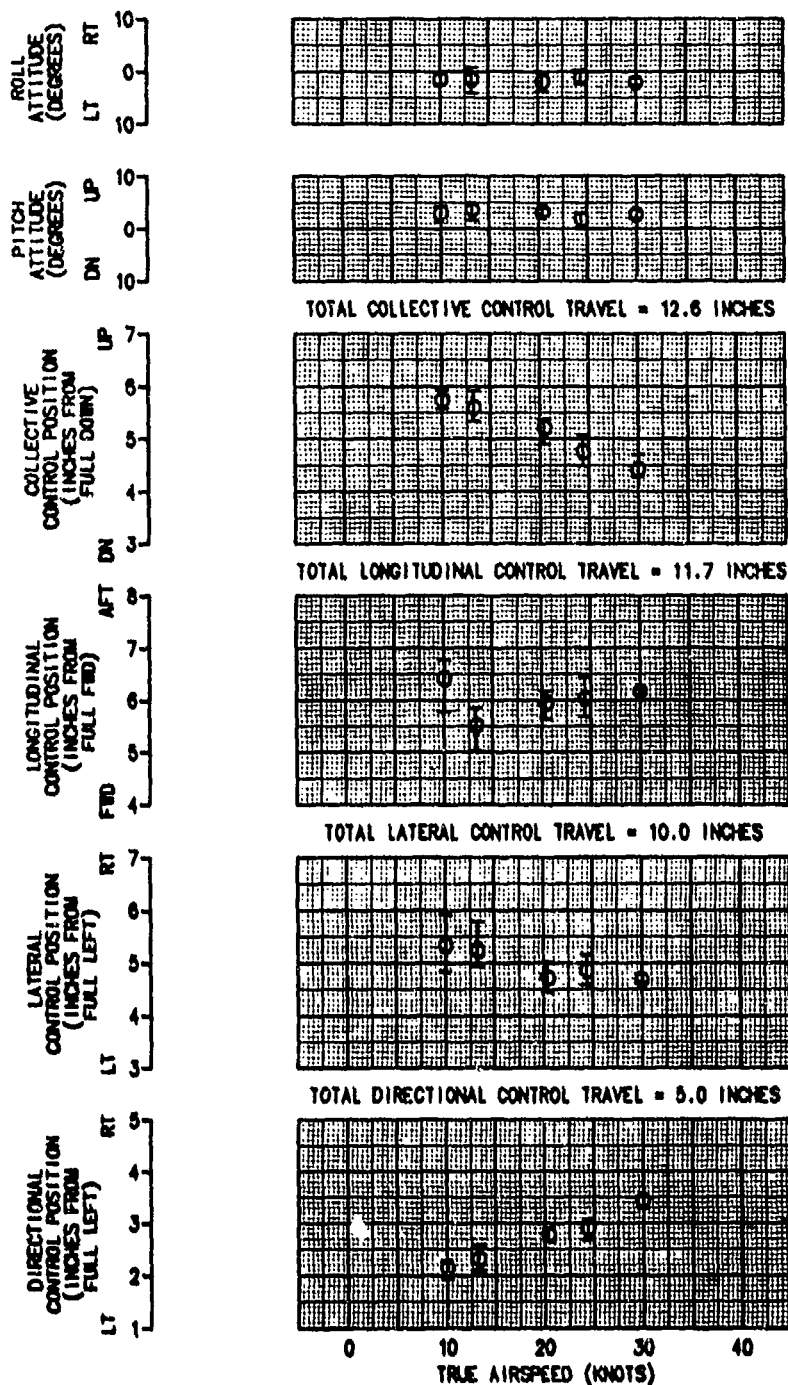 ROLL
ATTITUDE
(DEGREES)
LT RT
10
0
10
PITCH
ATTITUDE
(DEGREES)
DN UP
10
0
10
TOTAL COLLECTIVE CONTROL TRAVEL = 12.6 INCHES
COLLECTIVE
CONTROL POSITION
(INCHES FROM
FULL DOWN)
DN UP
7
6
5
4
3
TOTAL LONGITUDINAL CONTROL TRAVEL = 11.7 INCHES
LONGITUDINAL
CONTROL POSITION
(INCHES FROM
FULL FWD)
FWD AFT
8
7
6
5
4
TOTAL LATERAL CONTROL TRAVEL = 10.0 INCHES
LATERAL
CONTROL POSITION
(INCHES FROM
FULL LEFT)
LT RT
7
6
5
4
3
TOTAL DIRECTIONAL CONTROL TRAVEL = 5.0 INCHES
DIRECTIONAL
CONTROL POSITION
(INCHES FROM
FULL LEFT)
LT RT
5
4
3
2
1
0 10 20 30 40
TRUE AIRSPEED (KNOTS)